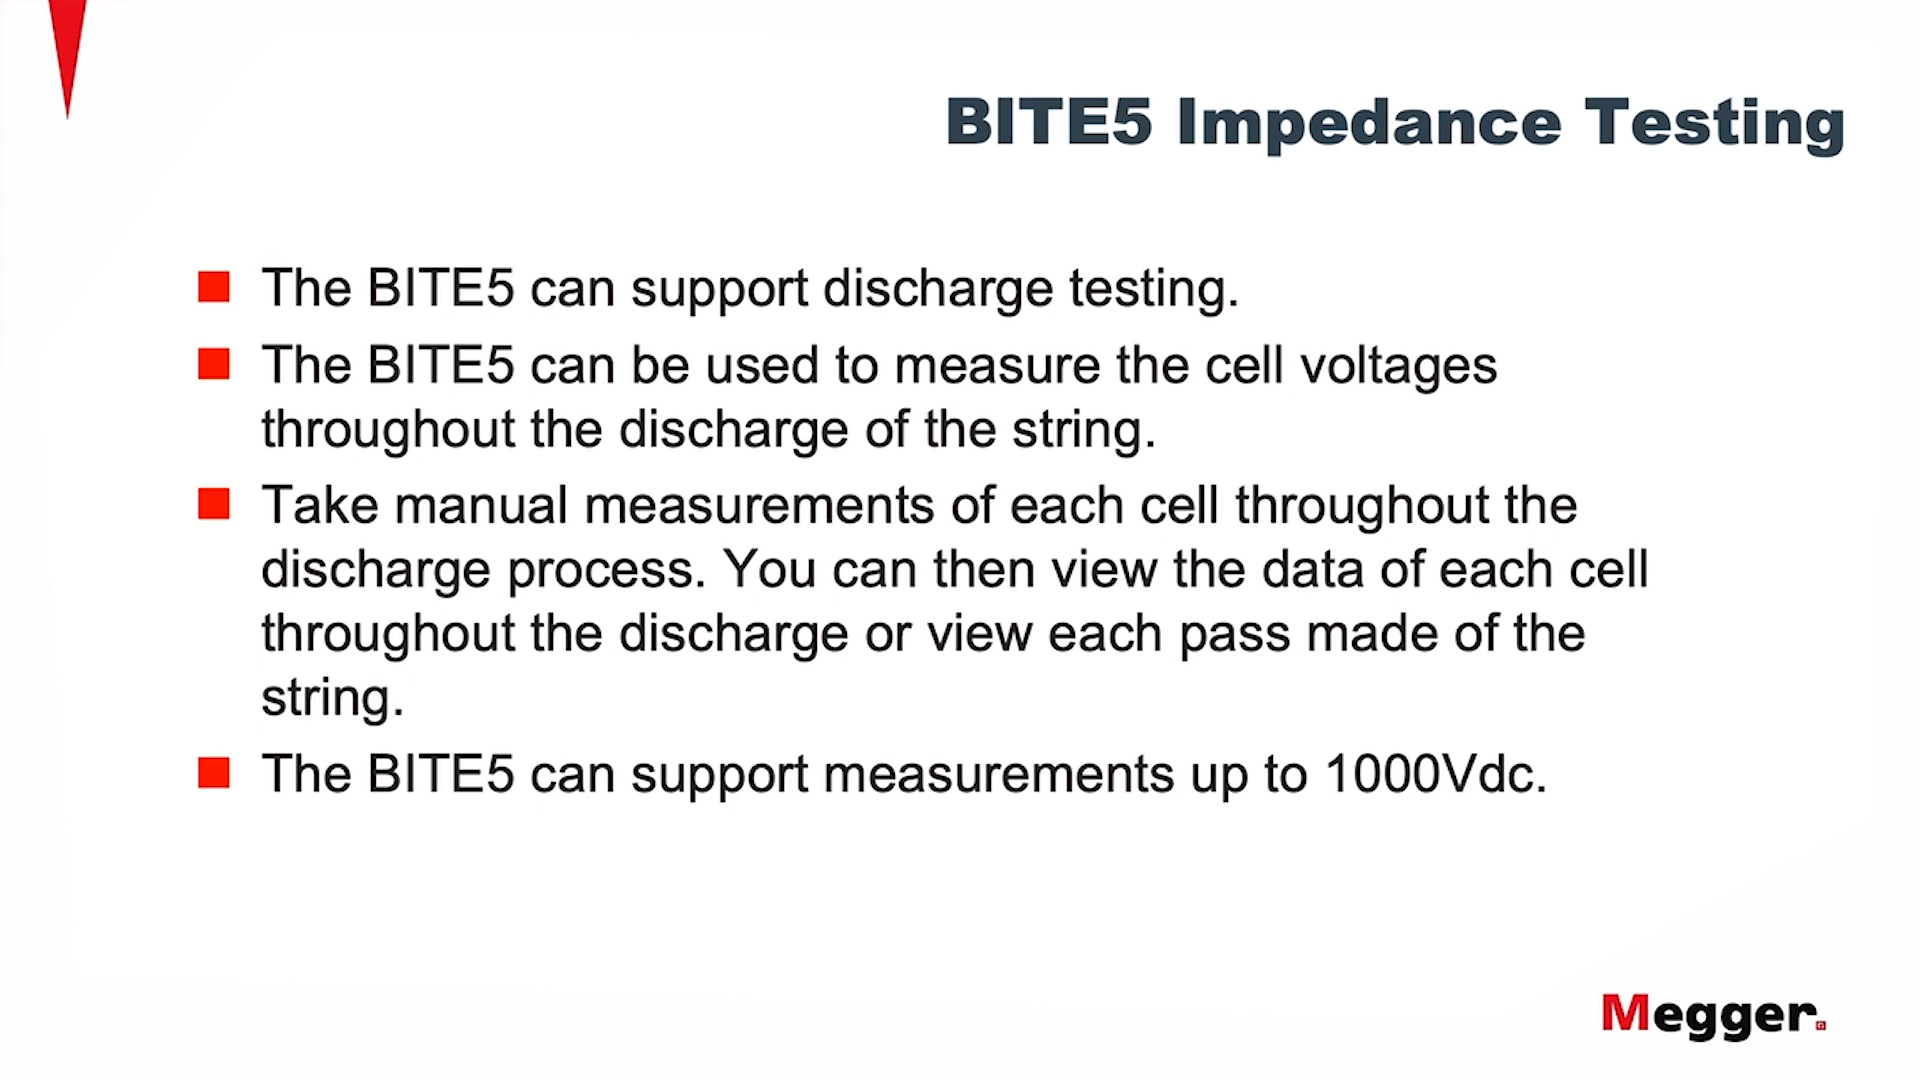 BITE5 Impedance Testing
The BITE5 can support discharge testing.
The BITE5 can be used to measure the cell voltages
throughout the discharge of the string.
Take manual measurements of each cell throughout the
discharge process. You can then view the data of each cell
throughout the discharge or view each pass made of the
string.
The BITE5 can support measurements up to 1000Vdc.
Megger.